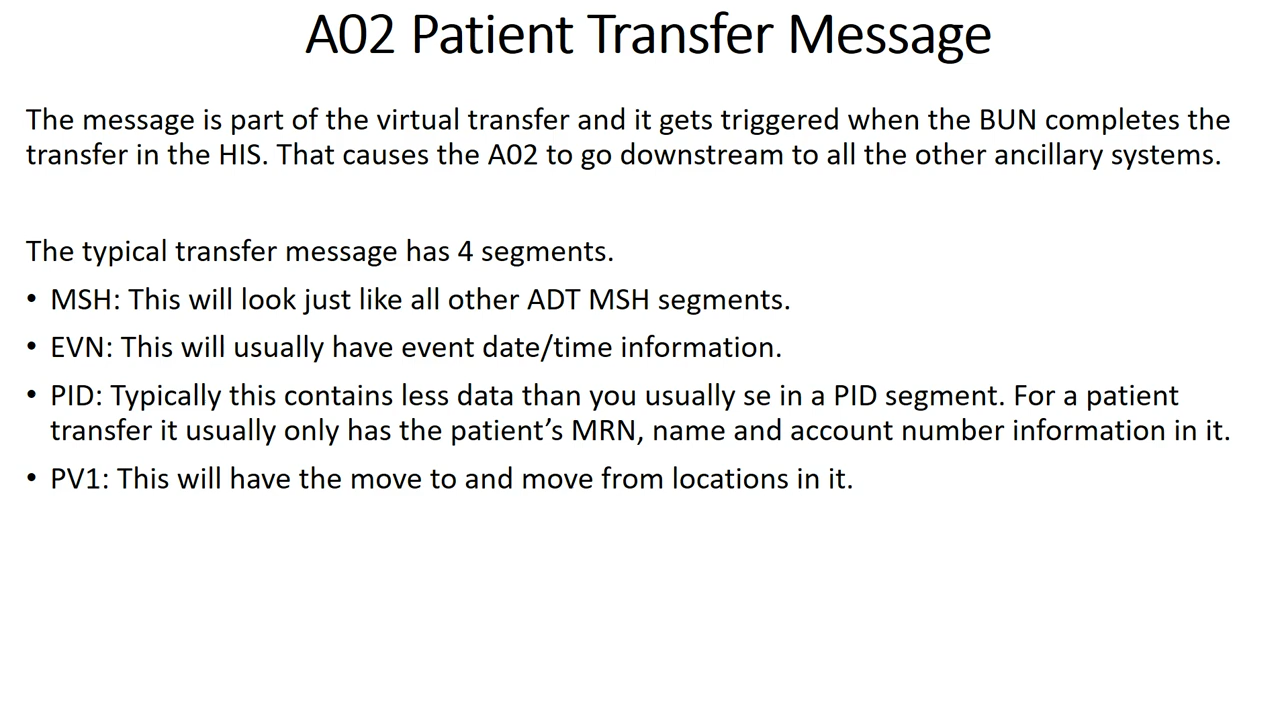 A02 Patient Transfer Message
The message is part of the virtual transfer and it gets triggered when the BUN completes the
transfer in the HIS. That causes the A02 to go downstream to all the other ancillary systems.
The typical transfer message has 4 segments.
• MSH: This will look just like all other ADT MSH segments.
• EVN: This will usually have event date/time information.
• PID: Typically this contains less data than you usually se in a PID segment. For a patient
transfer it usually only has the patient’s MRN, name and account number information in it.
• PV1: This will have the move to and move from locations in it.